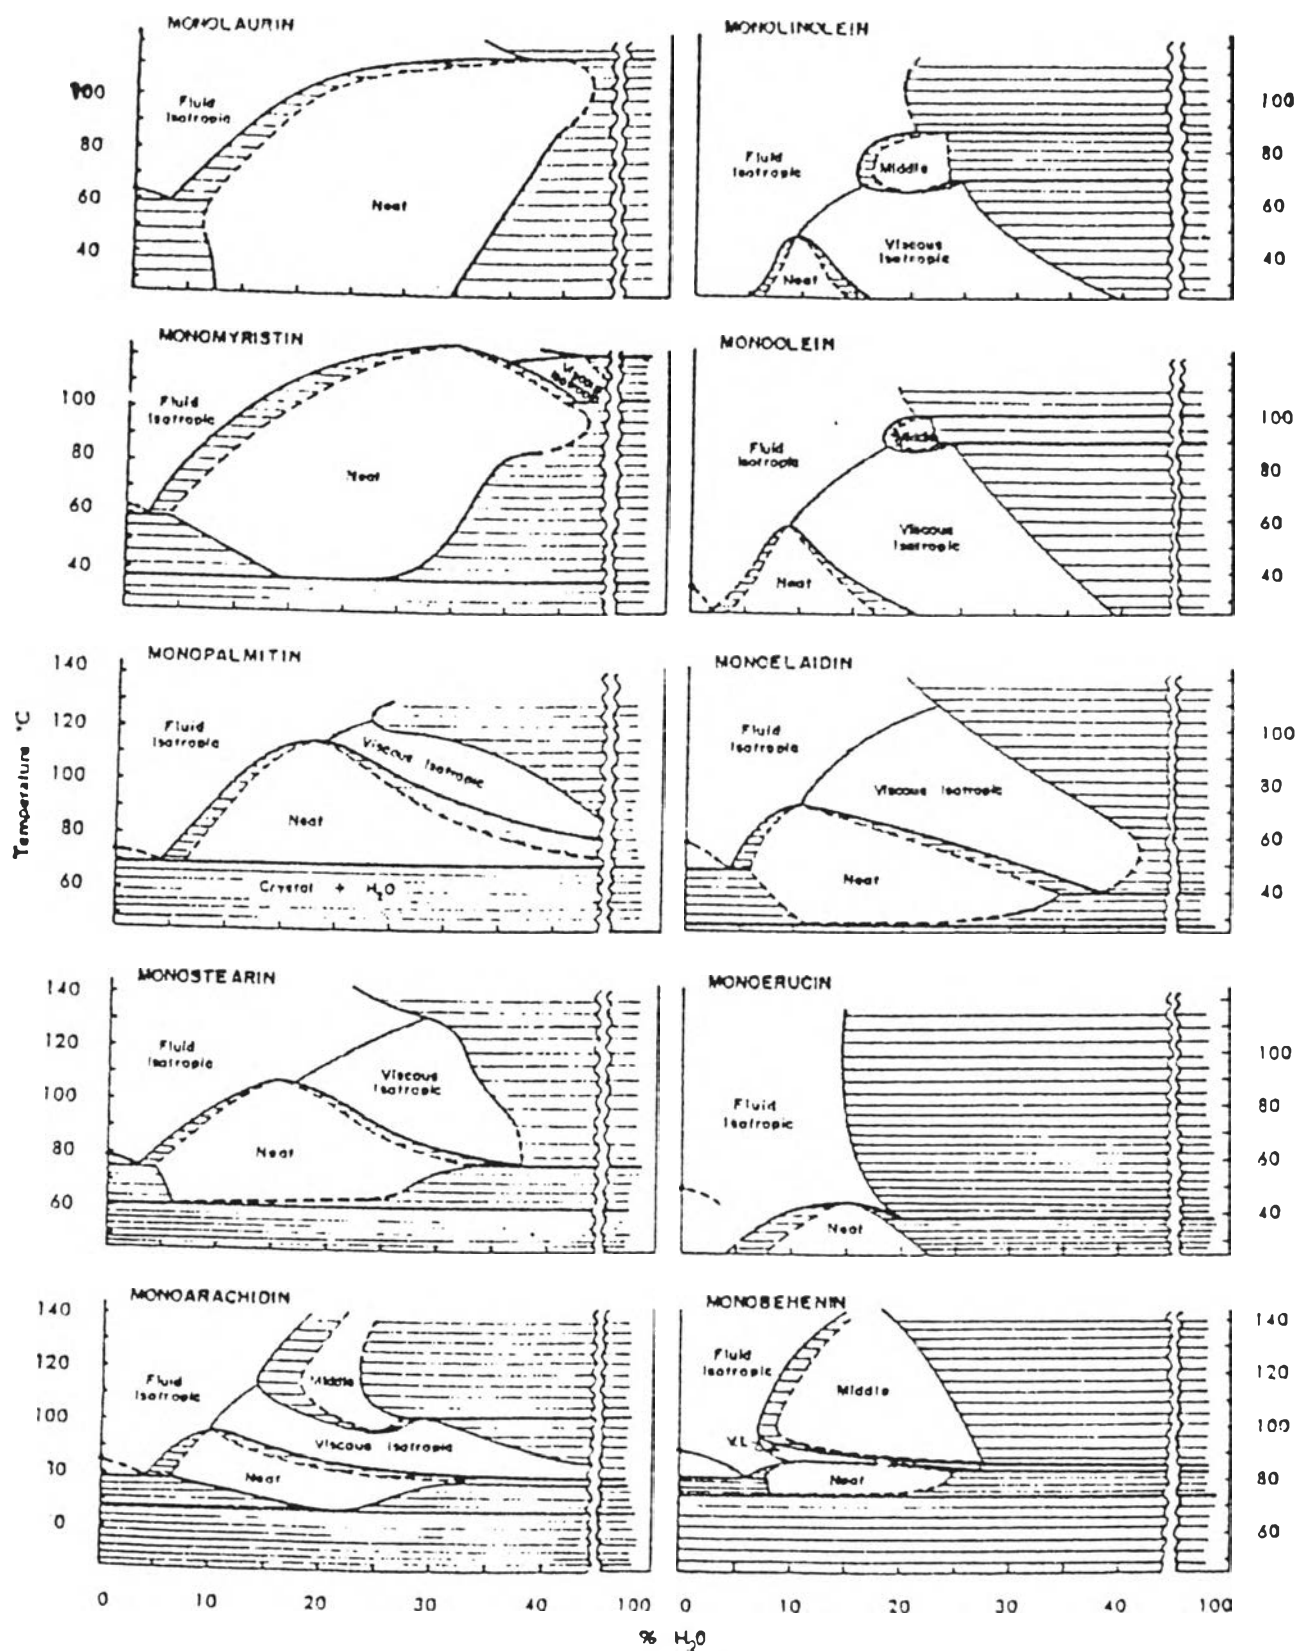 MONOLAURIN
100
80
60
40
Fluid
Isotropic
Neat
MONOLINOLEIN
100
80
60
40
Fluid
Isotropic
Middle
Viscous
Isotropic
Neat
MONOMYRISTIN
100
80
60
40
Fluid
Isotropic
Neat
Viscous
Isotropic
MONOOLEIN
100
80
60
40
Fluid
Isotropic
Middle
Viscous
Isotropic
Neat
Temperature °C
MONOPALMITIN
140
120
100
80
60
Fluid
Isotropic
Viscous Isotropic
Neat
Crystal + H2O
MONOELAIDIN
100
30
60
40
Fluid
Isotropic
Viscous Isotropic
Neat
MONOSTEARIN
140
120
100
80
60
Fluid
Isotropic
Viscous
Isotropic
Neat
MONOERUCIN
100
80
60
40
Fluid
Isotropic
Neat
MONOARACHIDIN
140
120
100
10
0
Fluid
Isotropic
Middle
Viscous Isotropic
Neat
MONOBEHENIN
140
120
100
80
60
Fluid
Isotropic
Middle
V.I.
Neat
0 10 20 30 40 100
0 10 20 30 40 100
% H2O